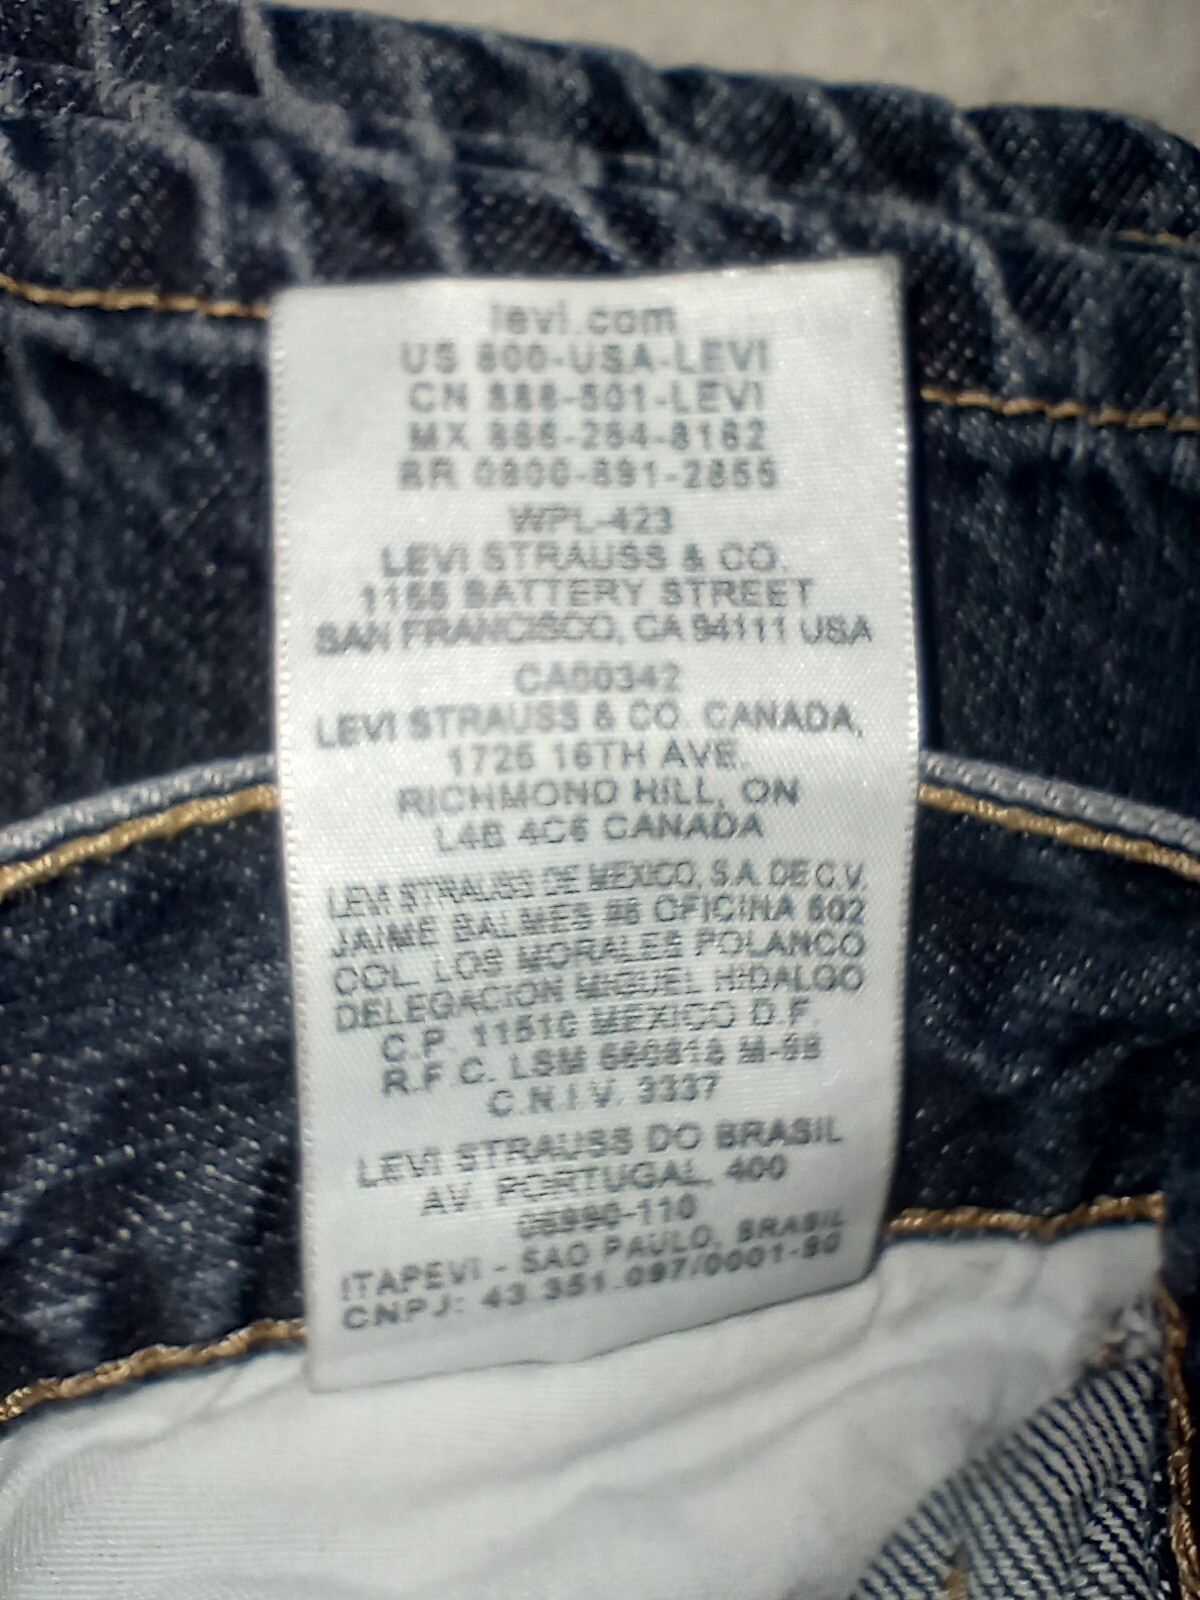 levi.com
US 800-USA-LEVI
CN 888-501-LEVI
MX 866-264-8162
BR 0800-891-2855
WPL-423
LEVI STRAUSS & CO.
1155 BATTERY STREET
SAN FRANCISCO, CA 94111 USA
CA00342
LEVI STRAUSS & CO. CANADA,
1725 16TH AVE.
RICHMOND HILL, ON
L4B 4C6 CANADA
LEVI STRAUSS DE MEXICO, S.A. DE C.V.
JAIME BALMES #8 OFICINA 602
COL. LOS MORALES POLANCO
DELEGACION MIGUEL HIDALGO
C.P. 11510 MEXICO D.F.
R.F.C. LSM
C.N.I.V. 3337
LEVI STRAUSS DO BRASIL
AV. PORTUGAL, 400
06690-110
ITAPEVI - SAO PAULO, BRASIL
CNPJ: 43.351.097/0001-90